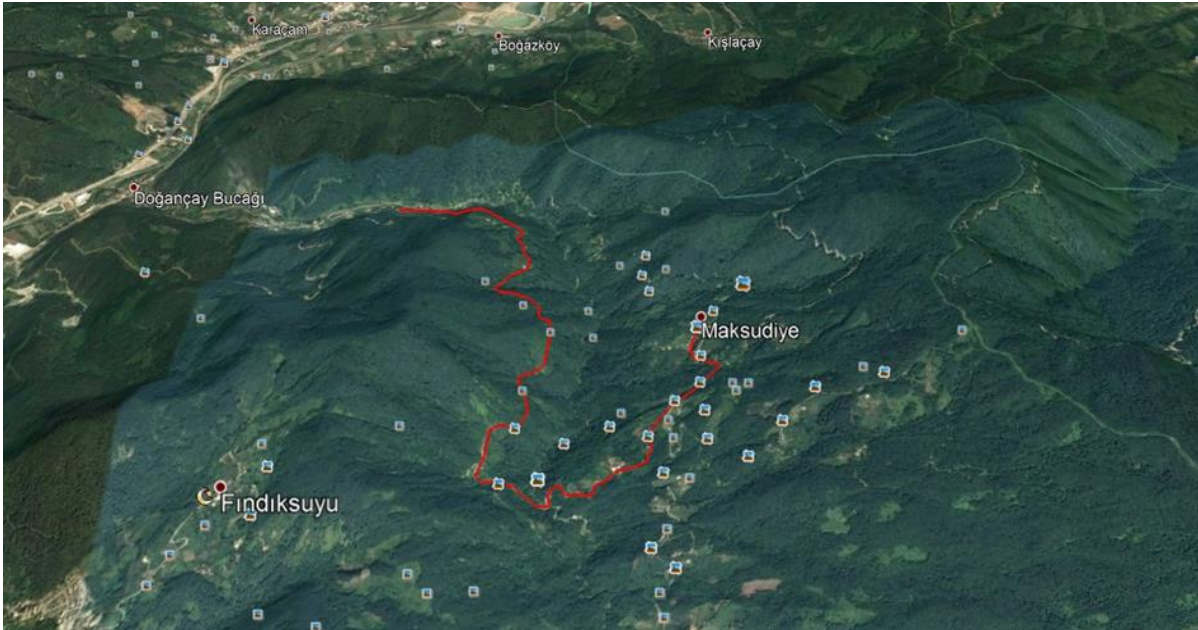 Karaçam
Boğazköy
Kışlaçay
Doğançay Bucağı
Maksudiye
Fındıksuyu